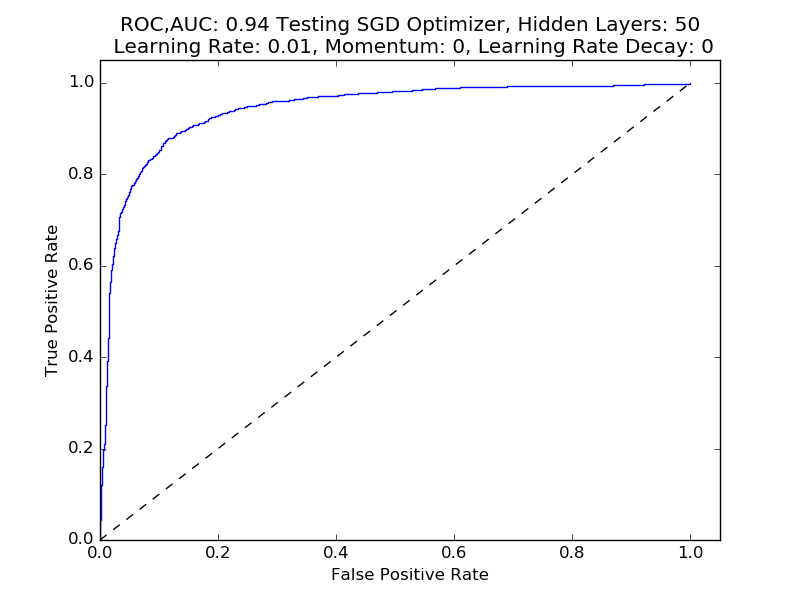 ROC,AUC: 0.94 Testing SGD Optimizer, Hidden Layers: 50
Learning Rate: 0.01, Momentum: 0, Learning Rate Decay: 0
1.0
0.8
0.6
0.4
0.2
0.0
True Positive Rate
0.0 0.2 0.4 0.6 0.8 1.0
False Positive Rate